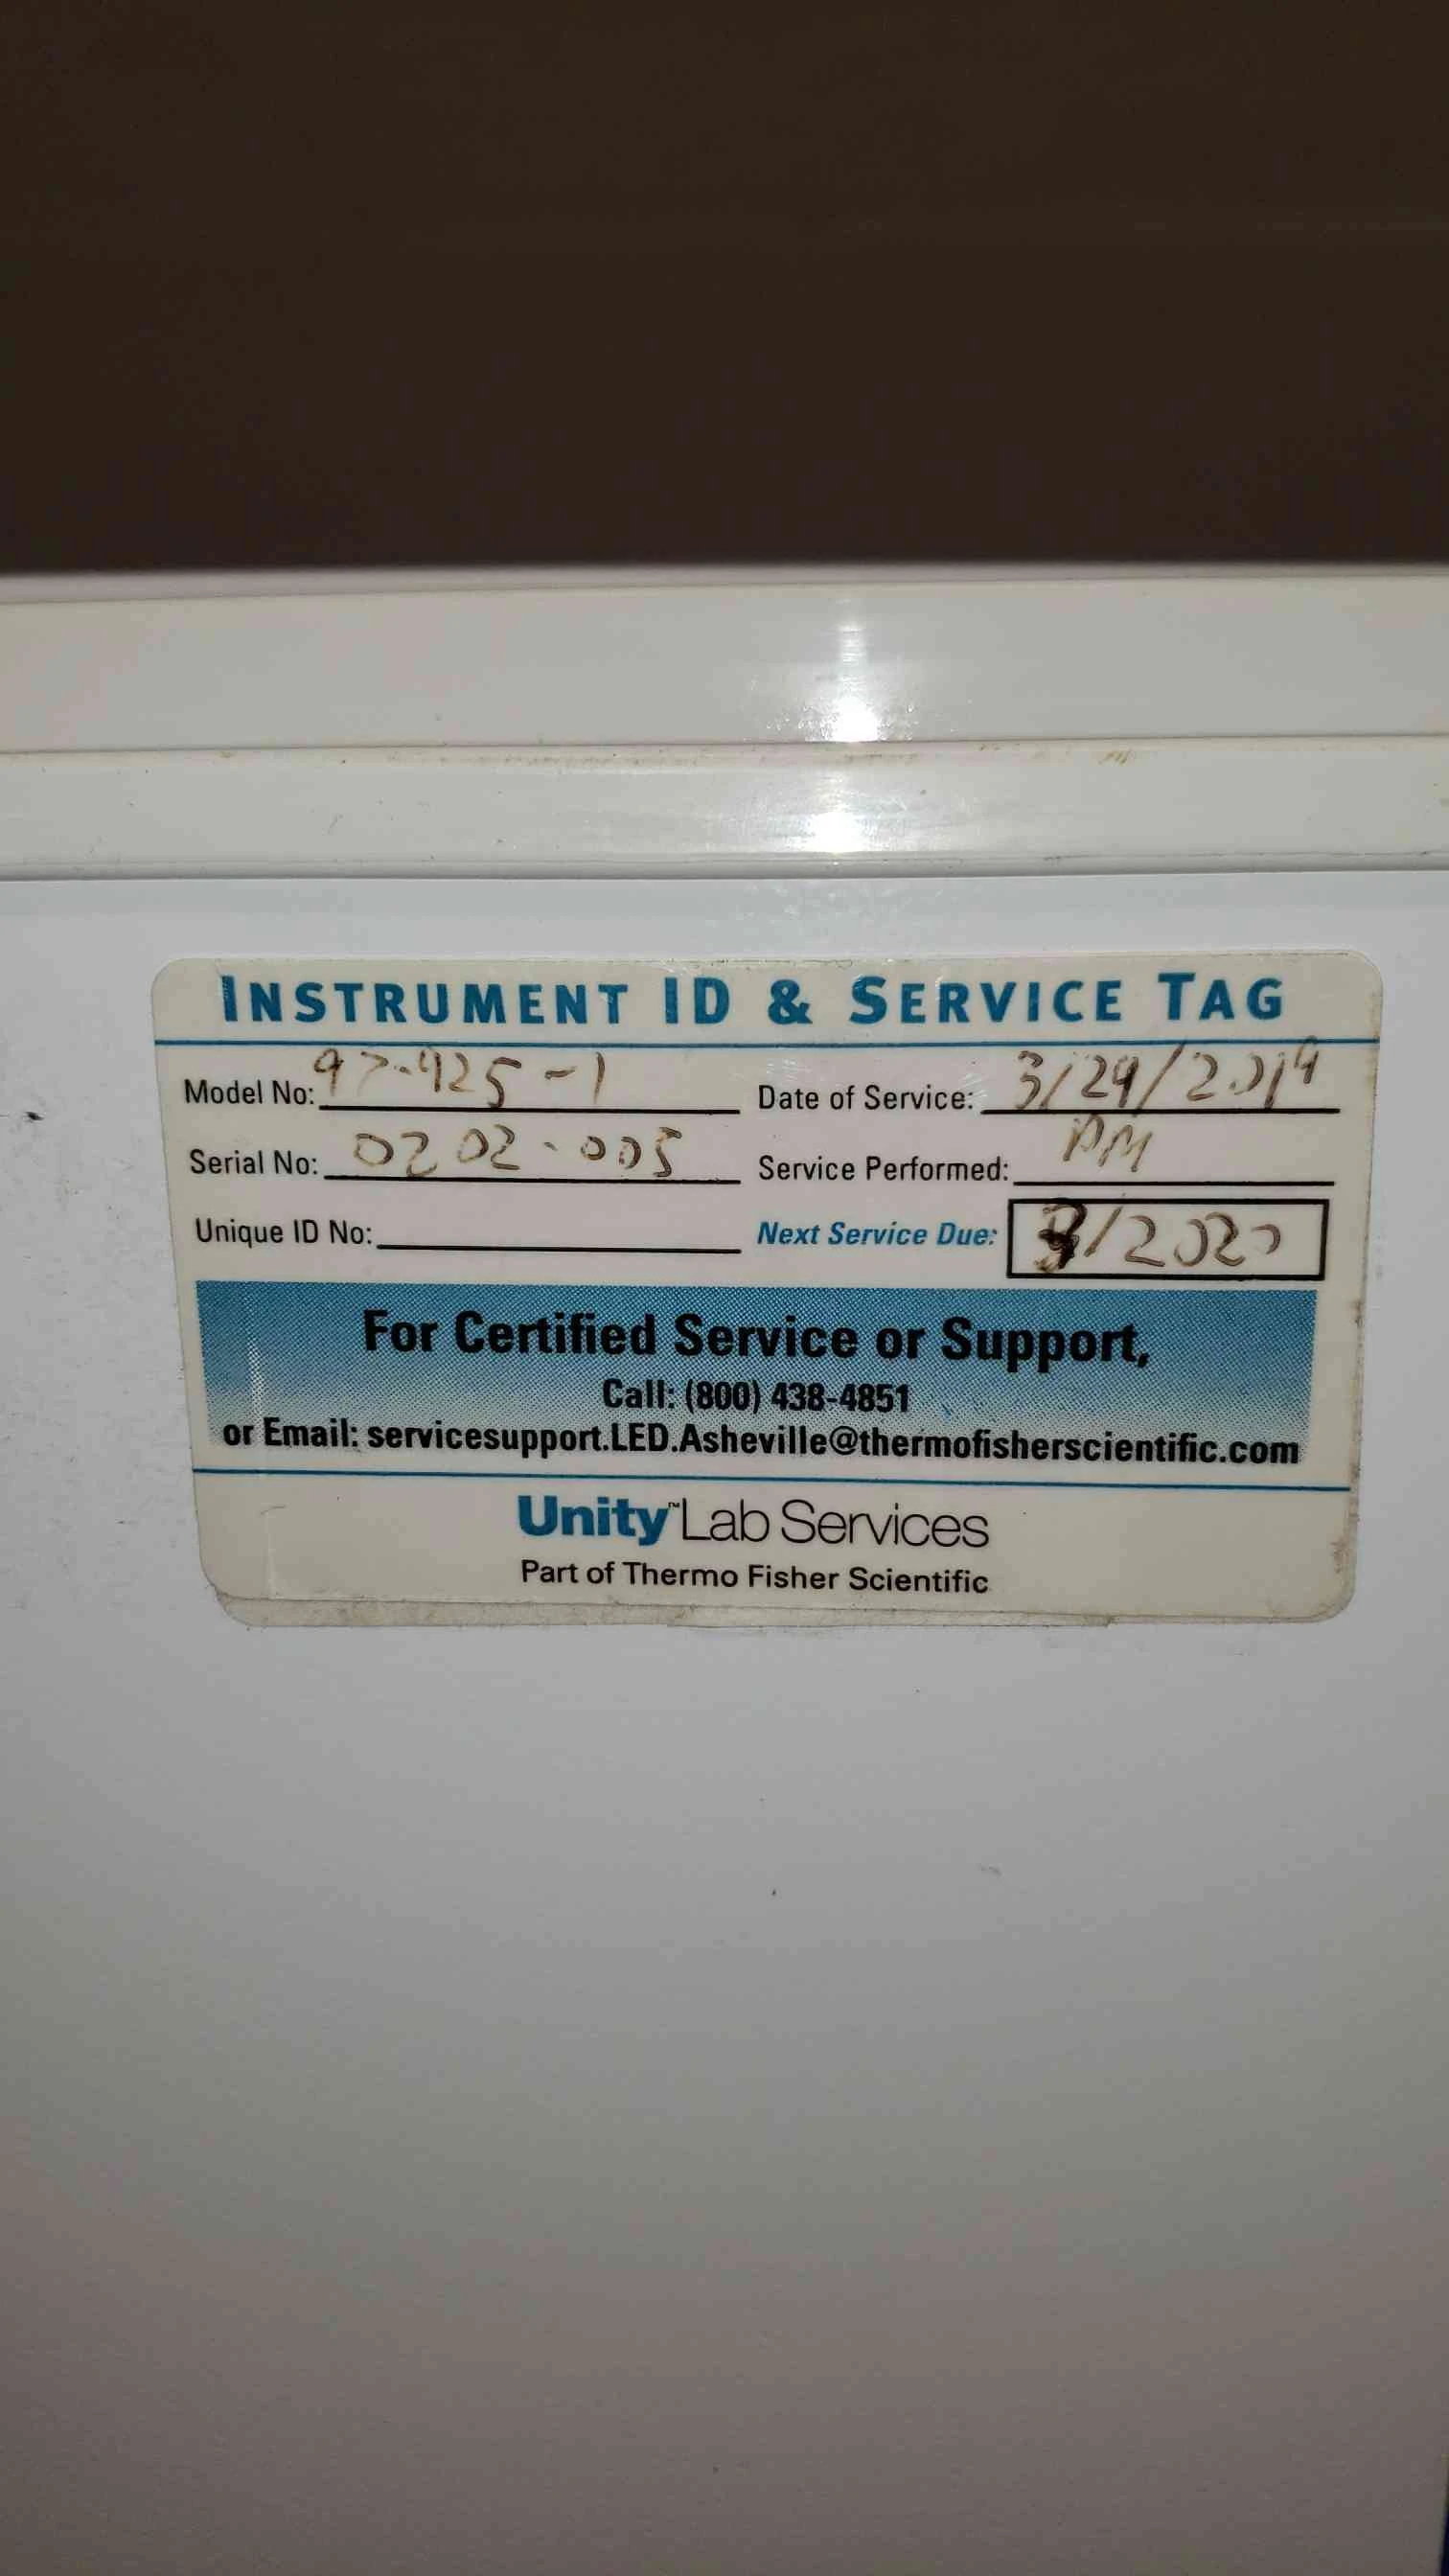 INSTRUMENT ID & SERVICE TAG
Model No: 97-925-1
Date of Service: 3/29/2019
Serial No: 0202-005
Service Performed: PM
Unique ID No:
Next Service Due: 3/2020
For Certified Service or Support,
Call: (800) 438-4851
or Email: servicesupport.LED.Asheville@thermofisherscientific.com
Unity™Lab Services
Part of Thermo Fisher Scientific